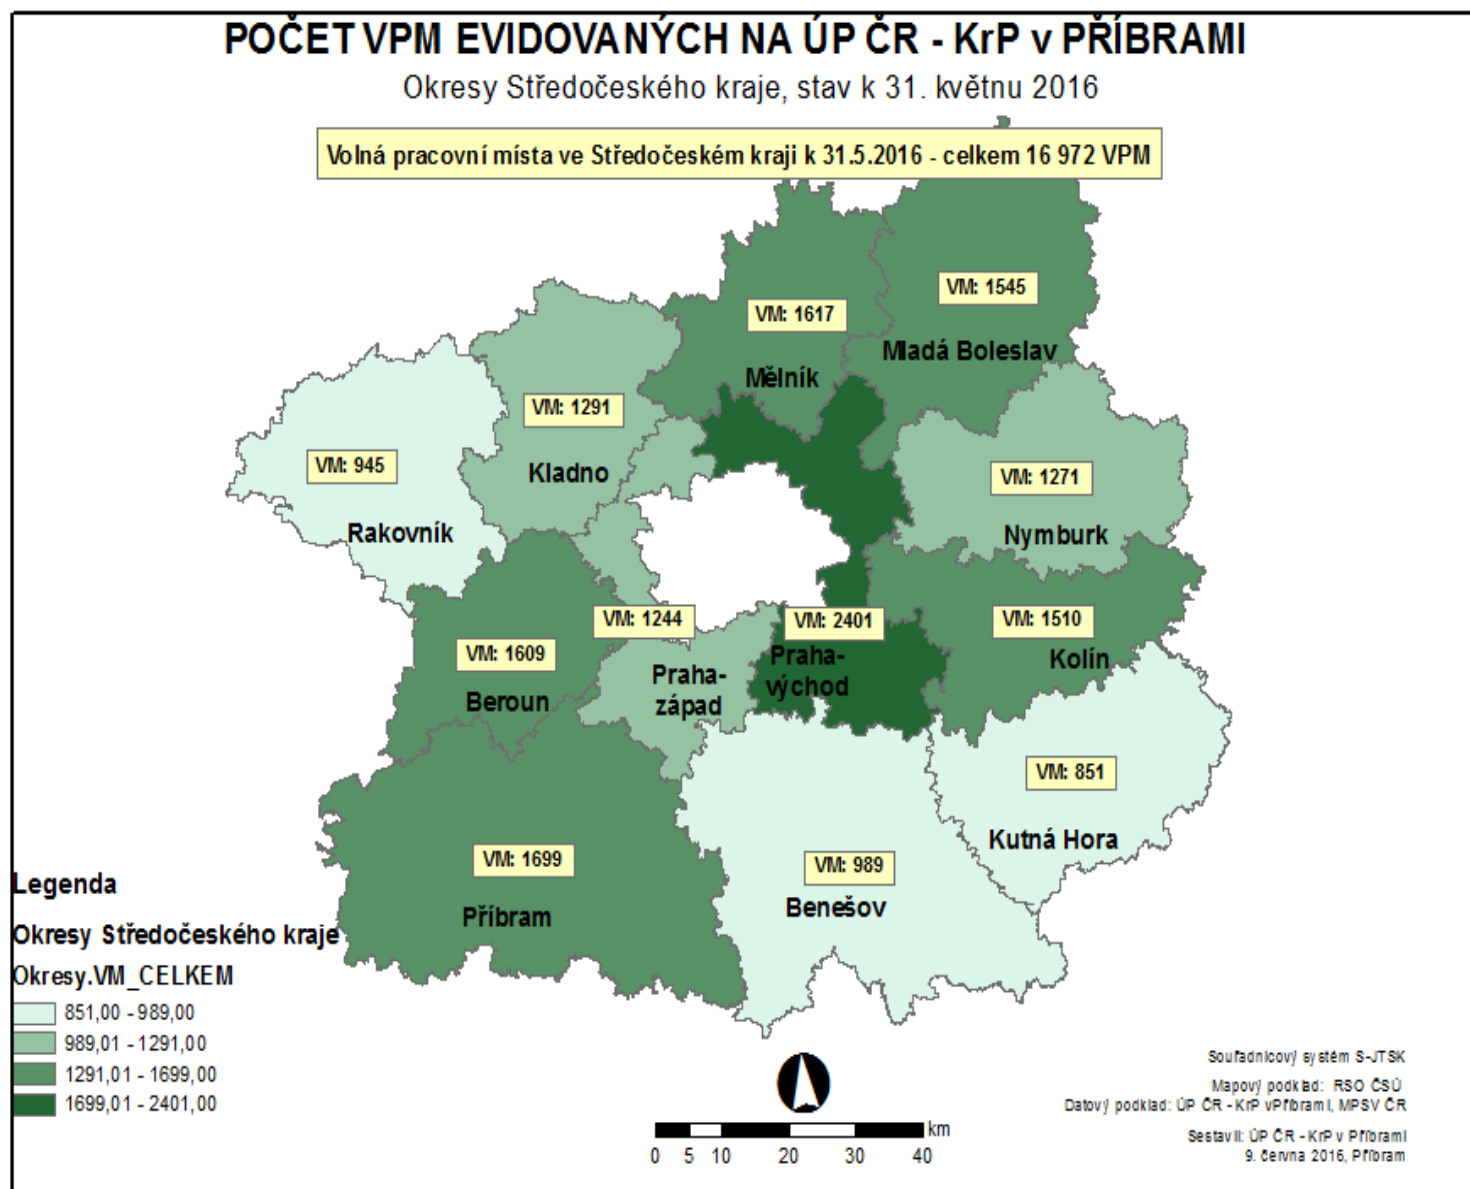 POČET VPM EVIDOVANÝCH NA ÚP ČR - KrP v PŘÍBRAMI
Okresy Středočeského kraje, stav k 31. květnu 2016
Volná pracovní místa ve Středočeském kraji k 31.5.2016 - celkem 16 972 VPM
VM: 1545
VM: 1617
Mladá Boleslav
Mělník
VM: 1291
VM: 945
Kladno
VM: 1271
Rakovník
Nymburk
VM: 1244
VM: 2401
VM: 1510
VM: 1609
Praha-
východ
Kolín
Praha-
západ
Beroun
VM: 851
Kutná Hora
VM: 1699
VM: 989
Benešov
Příbram
Legenda
Okresy Středočeského kraje
Okresy.VM_CELKEM
851,00 - 989,00
989,01 - 1291,00
1291,01 - 1699,00
1699,01 - 2401,00
km
0 5 10 20 30 40
Souřadnicový systém S-JTSK
Mapový podklad: RSO ČSÚ
Datový podklad: ÚP ČR - KrP vPříbrami, MPSV ČR
Sestavil: ÚP ČR - KrP v Příbrami
9. června 2016, Příbram